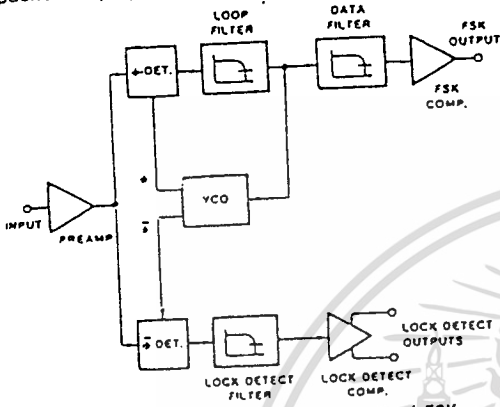 LOOP
FILTER
DATA
FILTER
FSK
OUTPUT
DET.
FSK
COMP.
VCO
INPUT
PREAMP
DET.
LOCK DETECT
FILTER
LOCK DETECT
OUTPUTS
LOCK DETECT
COMP.